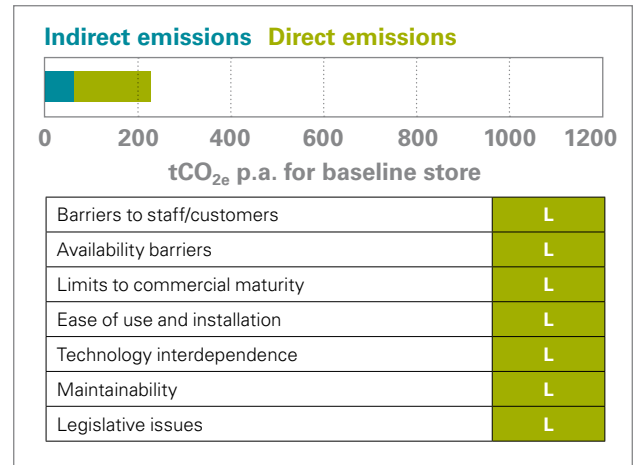 Indirect emissions Direct emissions
0 200 400 600 800 1000 1200
tCO2e p.a. for baseline store
Barriers to staff/customers L
Availability barriers L
Limits to commercial maturity L
Ease of use and installation L
Technology interdependence L
Maintainability L
Legislative issues L